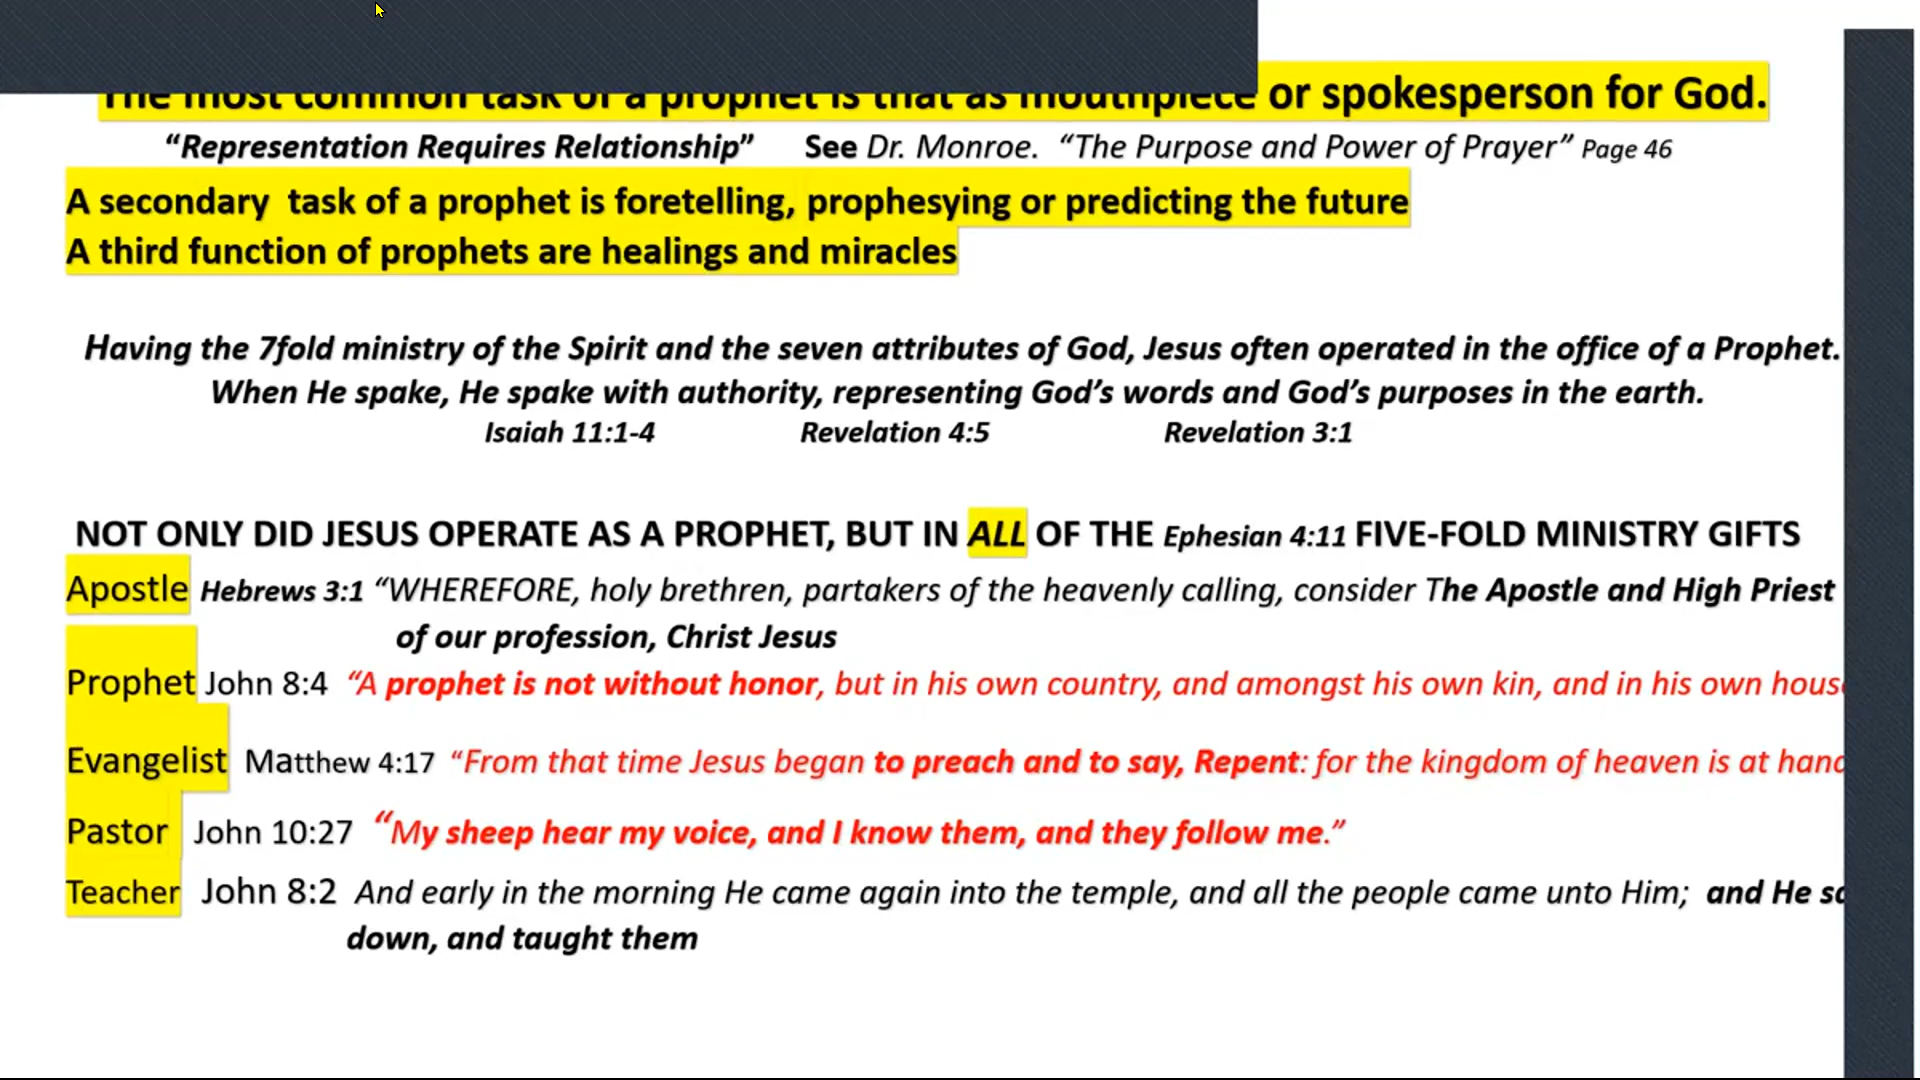 The most common task of a prophet is that as mouthpiece or spokesperson for God.
“Representation Requires Relationship” See Dr. Monroe. “The Purpose and Power of Prayer” Page 46
A secondary task of a prophet is foretelling, prophesying or predicting the future
A third function of prophets are healings and miracles
Having the 7fold ministry of the Spirit and the seven attributes of God, Jesus often operated in the office of a Prophet.
When He spake, He spake with authority, representing God’s words and God’s purposes in the earth.
Isaiah 11:1-4 Revelation 4:5 Revelation 3:1
NOT ONLY DID JESUS OPERATE AS A PROPHET, BUT IN ALL OF THE Ephesian 4:11 FIVE-FOLD MINISTRY GIFTS
Apostle Hebrews 3:1 “WHEREFORE, holy brethren, partakers of the heavenly calling, consider The Apostle and High Priest
of our profession, Christ Jesus
Prophet John 8:4 “A prophet is not without honor, but in his own country, and amongst his own kin, and in his own
Evangelist Matthew 4:17 “From that time Jesus began to preach and to say, Repent: for the kingdom of heaven is at
Pastor John 10:27 “My sheep hear my voice, and I know them, and they follow me.”
Teacher John 8:2 And early in the morning He came again into the temple, and all the people came unto Him; and He
down, and taught them